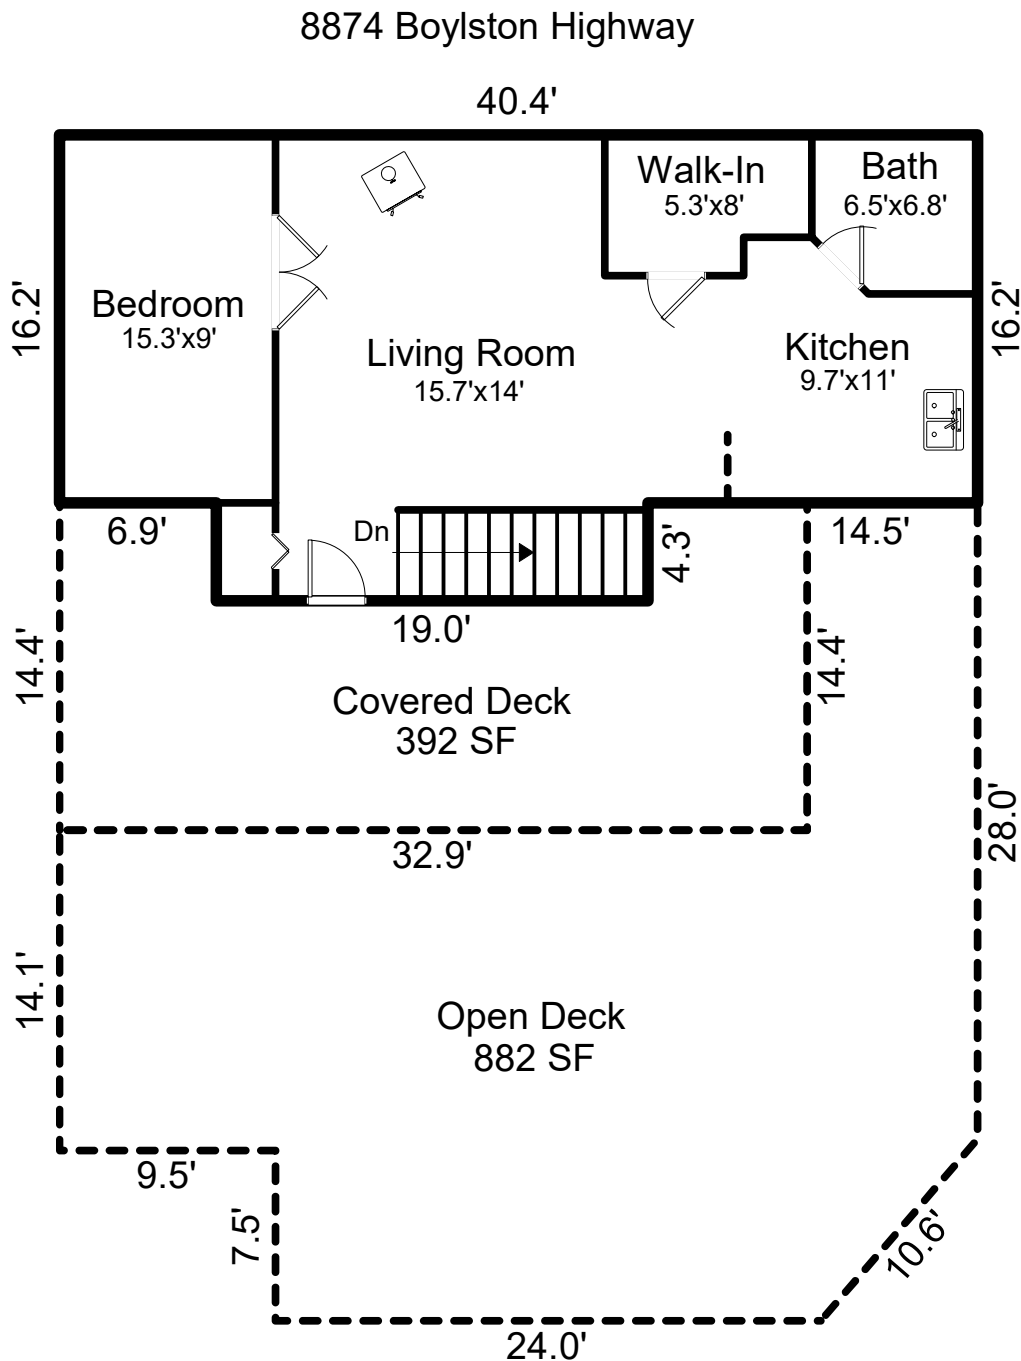 8874 Boylston Highway
40.4'
Walk-In
5.3'x8'
Bath
6.5'x6.8'
16.2'
Bedroom
15.3'x9'
Living Room
15.7'x14'
Kitchen
9.7'x11'
16.2'
6.9'
Dn
4.3'
14.5'
19.0'
14.4'
Covered Deck
392 SF
14.4'
28.0'
32.9'
14.1'
Open Deck
882 SF
9.5'
7.5'
10.6'
24.0'